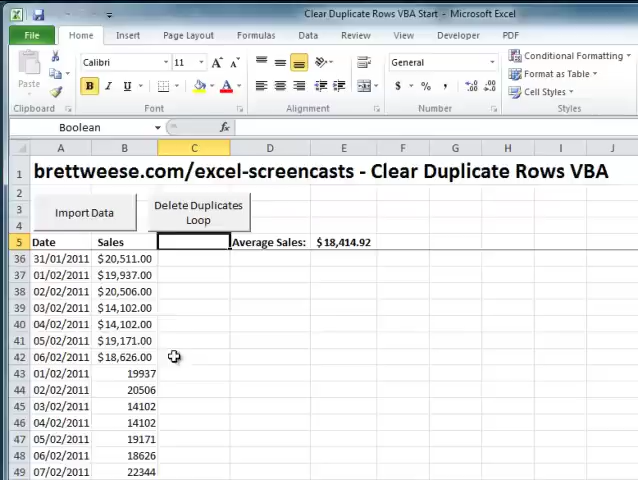 Clear Duplicate Rows VBA Start - Microsoft Excel
File Home Insert Page Layout Formulas Data Review View Developer PDF
Calibri 11 General Conditional Formatting
Paste Format as Table
B I U $ % , Cell Styles
Clipboard Font Alignment Number Styles
Boolean fx
A B C D E F G H I J
1 brettweese.com/excel-screencasts - Clear Duplicate Rows VBA
2
3 Import Data Delete Duplicates Loop
4
5 Date Sales Average Sales: $18,414.92
36 31/01/2011 $20,511.00
37 01/02/2011 $19,937.00
38 02/02/2011 $20,506.00
39 03/02/2011 $14,102.00
40 04/02/2011 $14,102.00
41 05/02/2011 $19,171.00
42 06/02/2011 $18,626.00
43 01/02/2011 19937
44 02/02/2011 20506
45 03/02/2011 14102
46 04/02/2011 14102
47 05/02/2011 19171
48 06/02/2011 18626
49 07/02/2011 22344